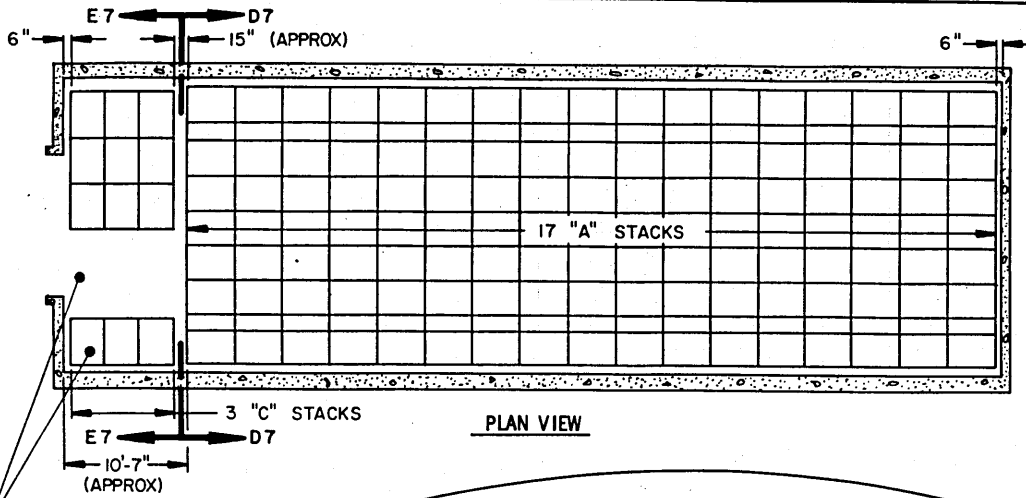 E7 D7
6" 15" (APPROX) 6"
17 "A" STACKS
3 "C" STACKS
PLAN VIEW
E7 D7
10'-7"
(APPROX)